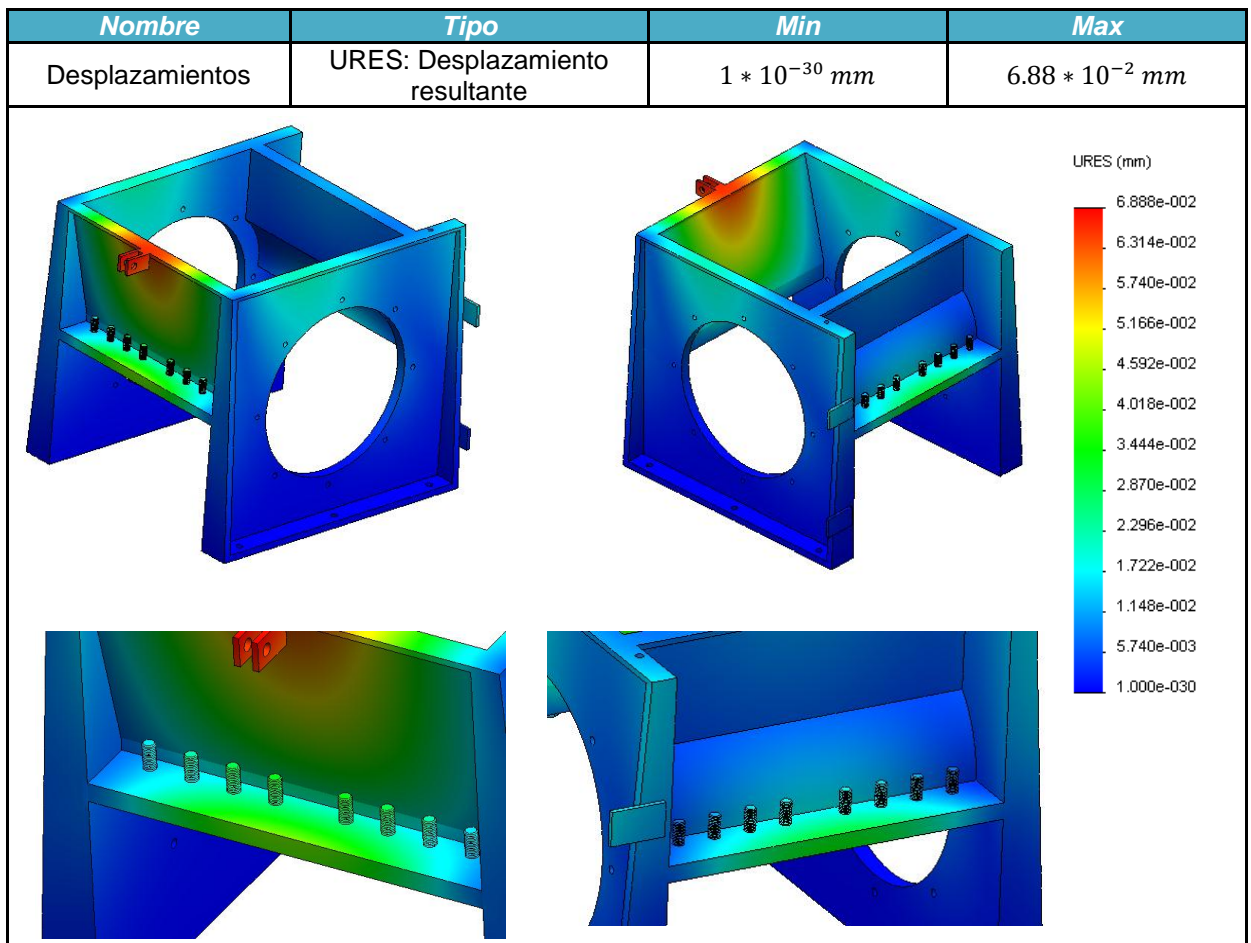 Nombre Tipo Min Max
Desplazamientos URES: Desplazamiento resultante 1 * 10⁻³⁰ mm 6.88 * 10⁻² mm
URES (mm)
6.888e-002
6.314e-002
5.740e-002
5.166e-002
4.592e-002
4.018e-002
3.444e-002
2.870e-002
2.296e-002
1.722e-002
1.148e-002
5.740e-003
1.000e-030